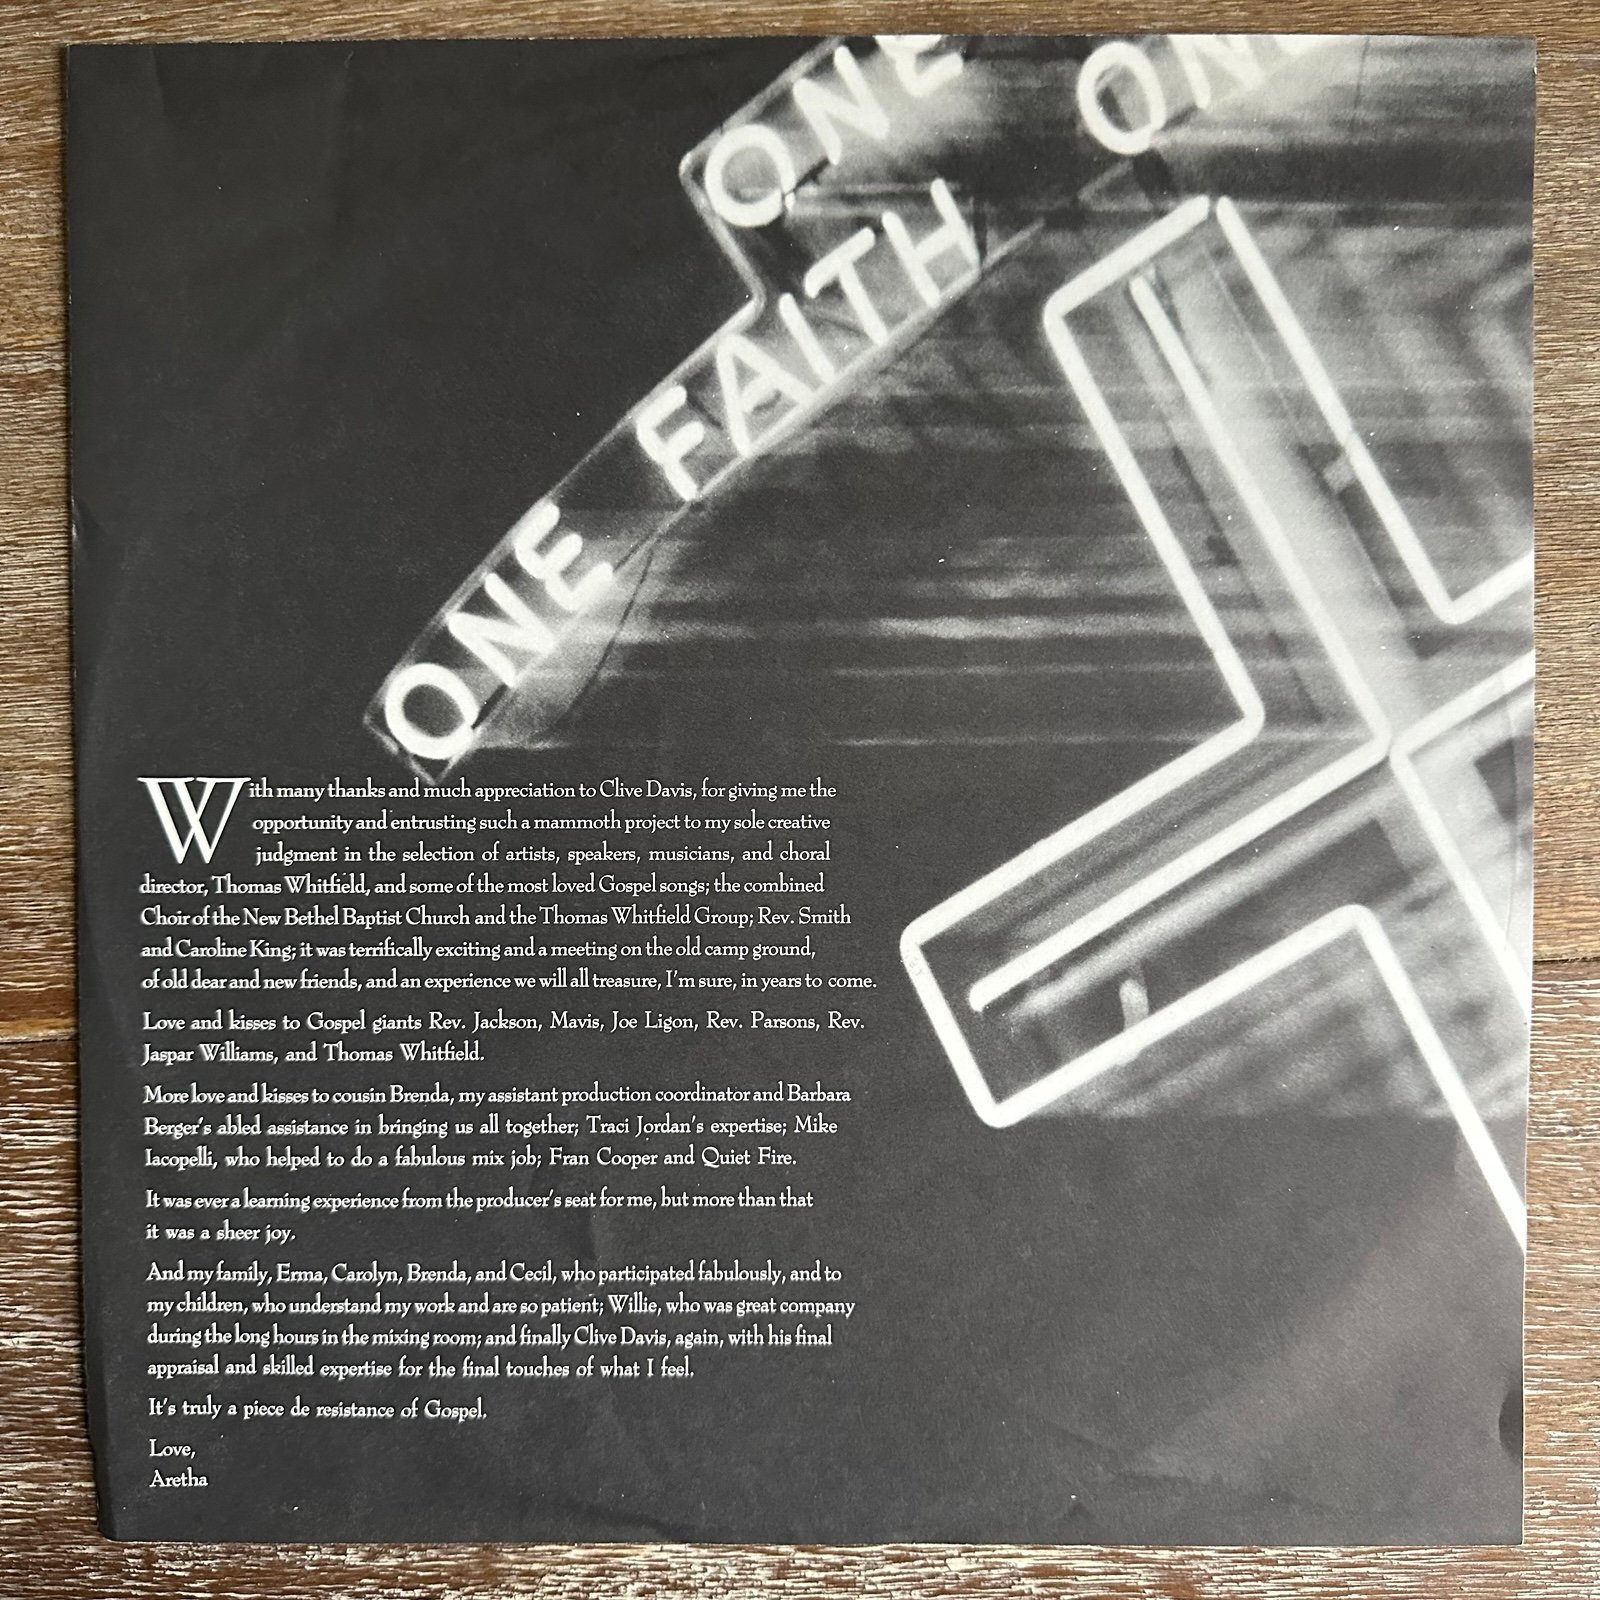 ONE
ON
ONE FAITH
With many thanks and much appreciation to Clive Davis, for giving me the
opportunity and entrusting such a mammoth project to my sole creative
judgment in the selection of artists, speakers, musicians, and choral
director, Thomas Whitfield, and some of the most loved Gospel songs; the combined
Choir of the New Bethel Baptist Church and the Thomas Whitfield Group; Rev. Smith
and Caroline King; it was terrifically exciting and a meeting on the old camp ground,
of old dear and new friends, and an experience we will all treasure, I'm sure, in years to come.
Love and kisses to Gospel giants Rev. Jackson, Mavis, Joe Ligon, Rev. Parsons, Rev.
Jaspar Williams, and Thomas Whitfield.
More love and kisses to cousin Brenda, my assistant production coordinator and Barbara
Berger's abled assistance in bringing us all together; Traci Jordan's expertise; Mike
Iacopelli, who helped to do a fabulous mix job; Fran Cooper and Quiet Fire.
It was ever a learning experience from the producer's seat for me, but more than that
it was a sheer joy.
And my family, Erma, Carolyn, Brenda, and Cecil, who participated fabulously, and to
my children, who understand my work and are so patient; Willie, who was great company
during the long hours in the mixing room; and finally Clive Davis, again, with his final
appraisal and skilled expertise for the final touches of what I feel.
It's truly a piece de resistance of Gospel.
Love,
Aretha